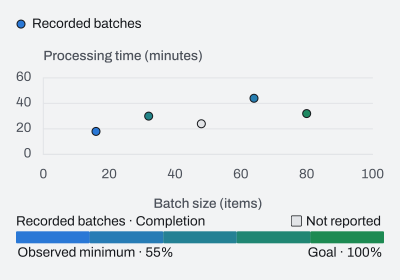 Recorded batches
Processing time (minutes)
60
40
20
0
0 20 40 60 80 100
Batch size (items)
Recorded batches · Completion Not reported
Observed minimum · 55% Goal · 100%